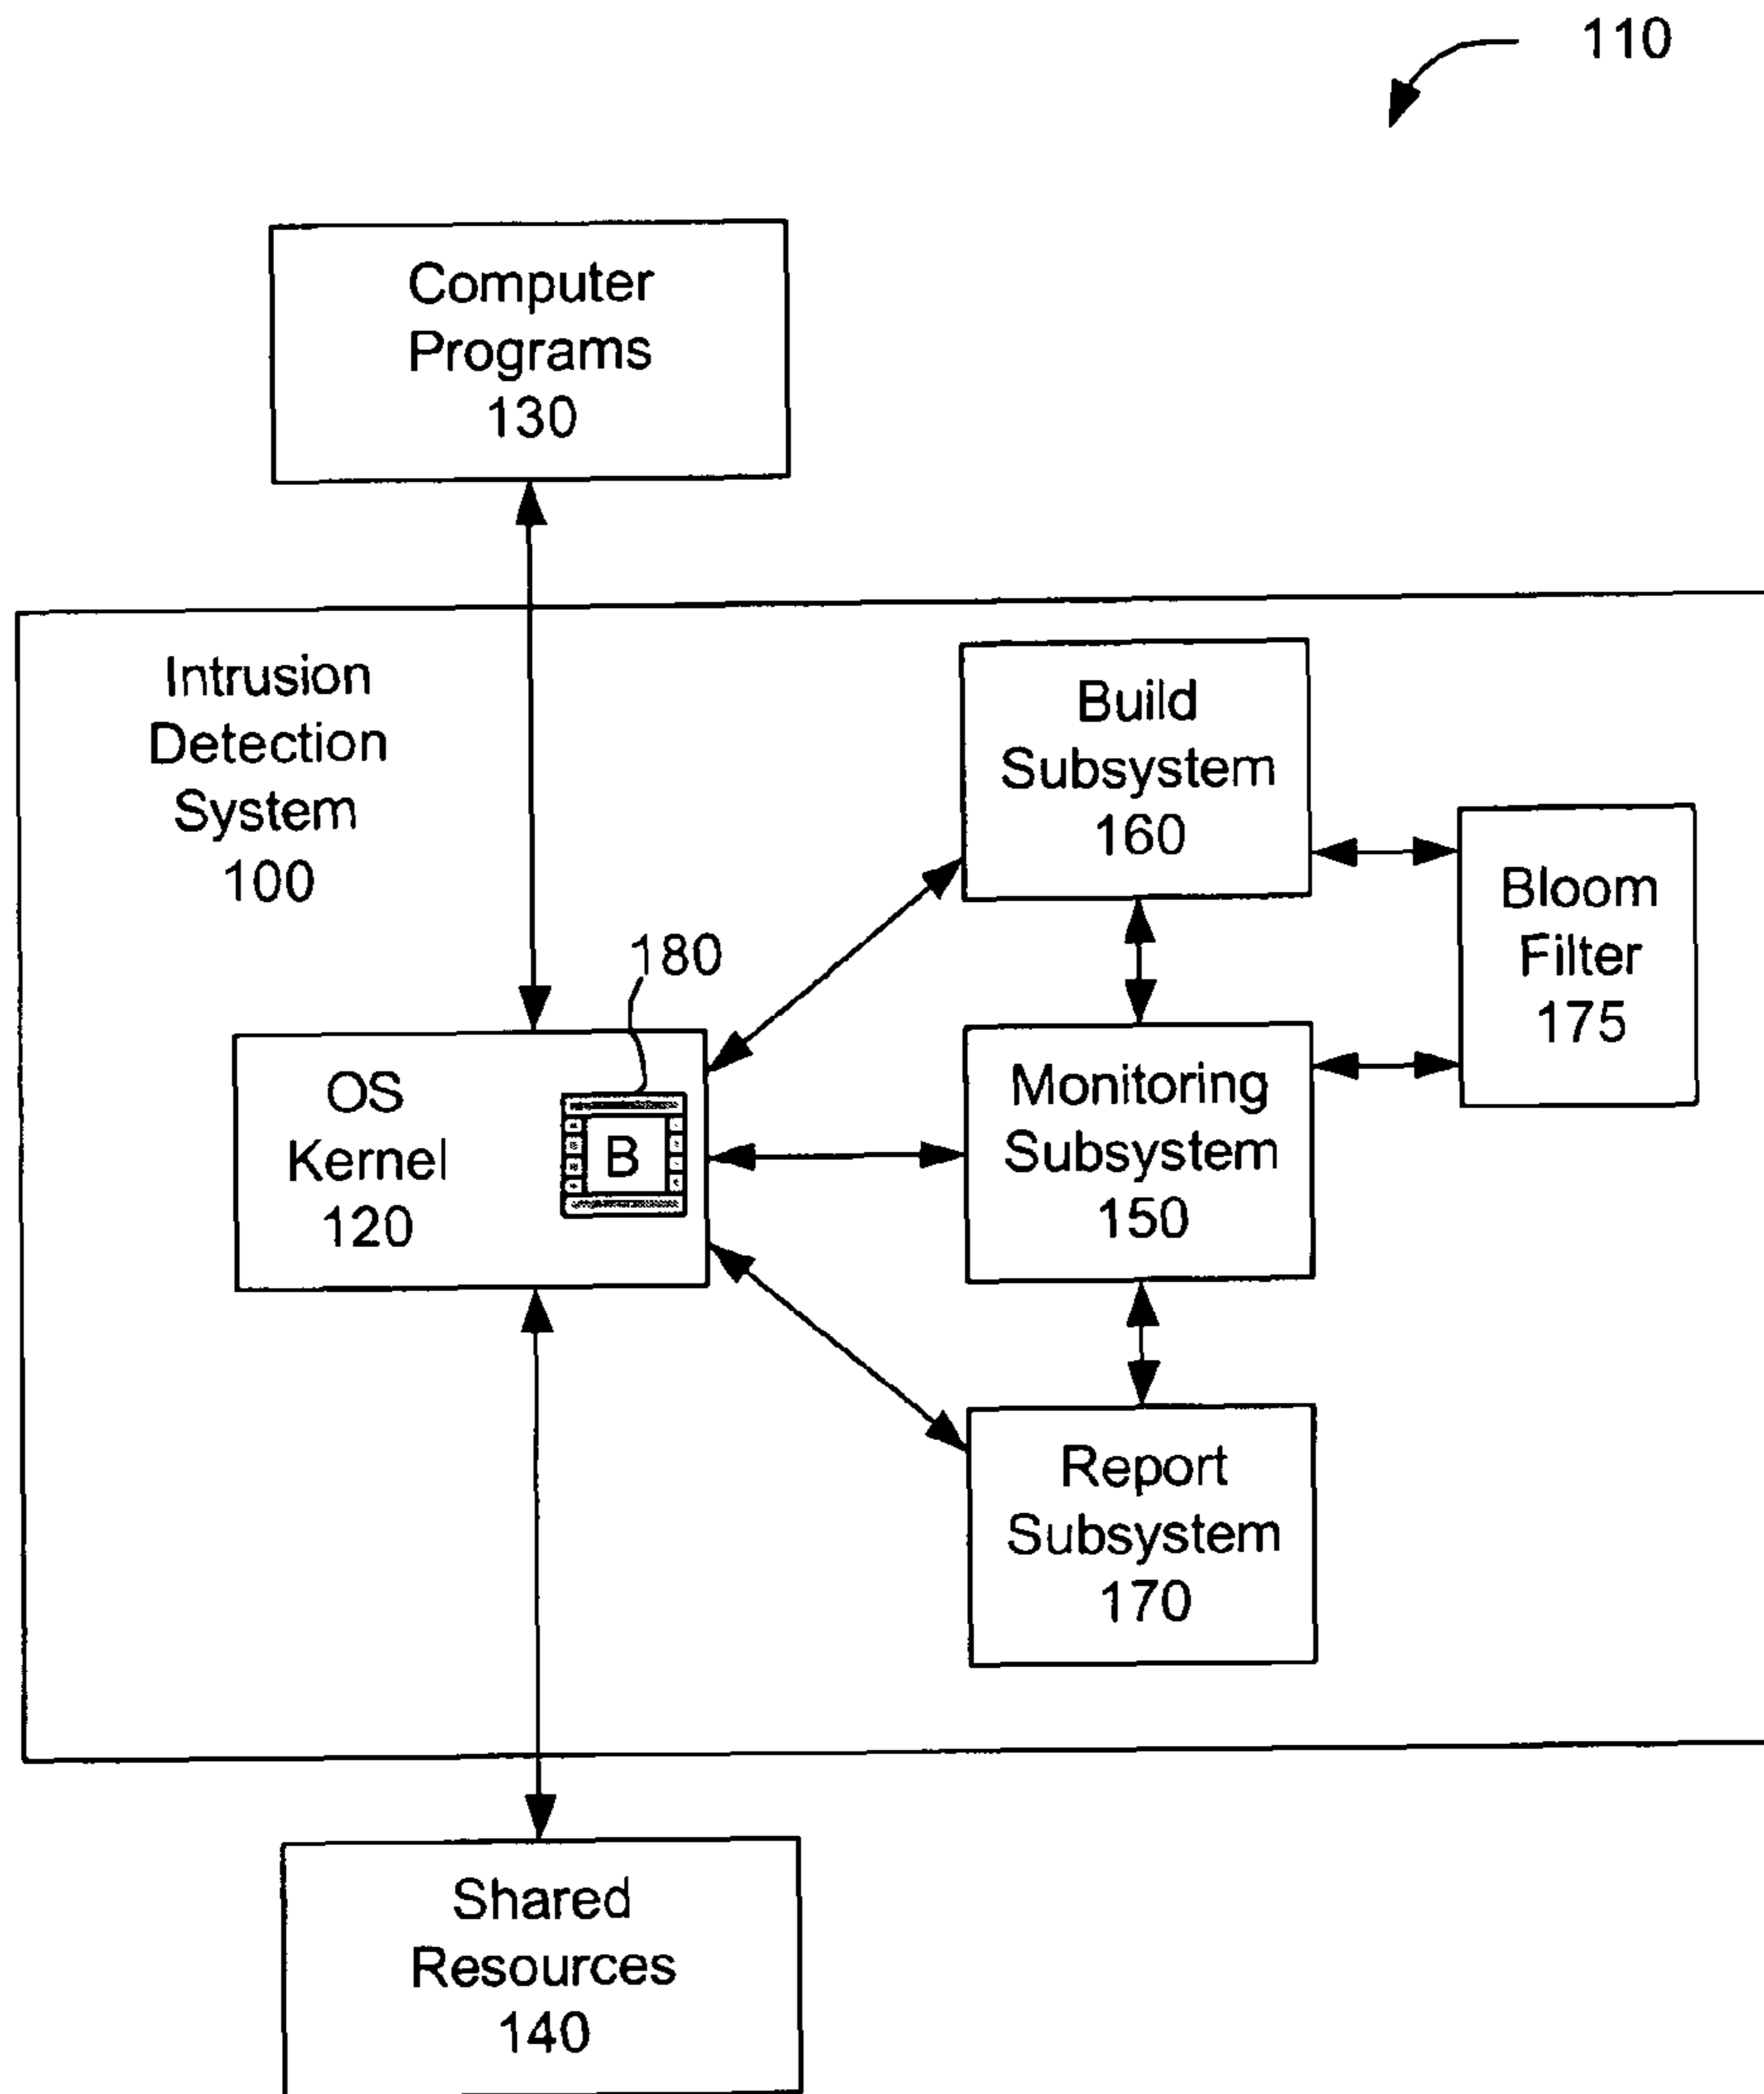 110
Computer
Programs
130
Intrusion
Detection
System
100
Build
Subsystem
160
Bloom
Filter
175
180
OS
Kernel
120
B
Monitoring
Subsystem
150
Report
Subsystem
170
Shared
Resources
140